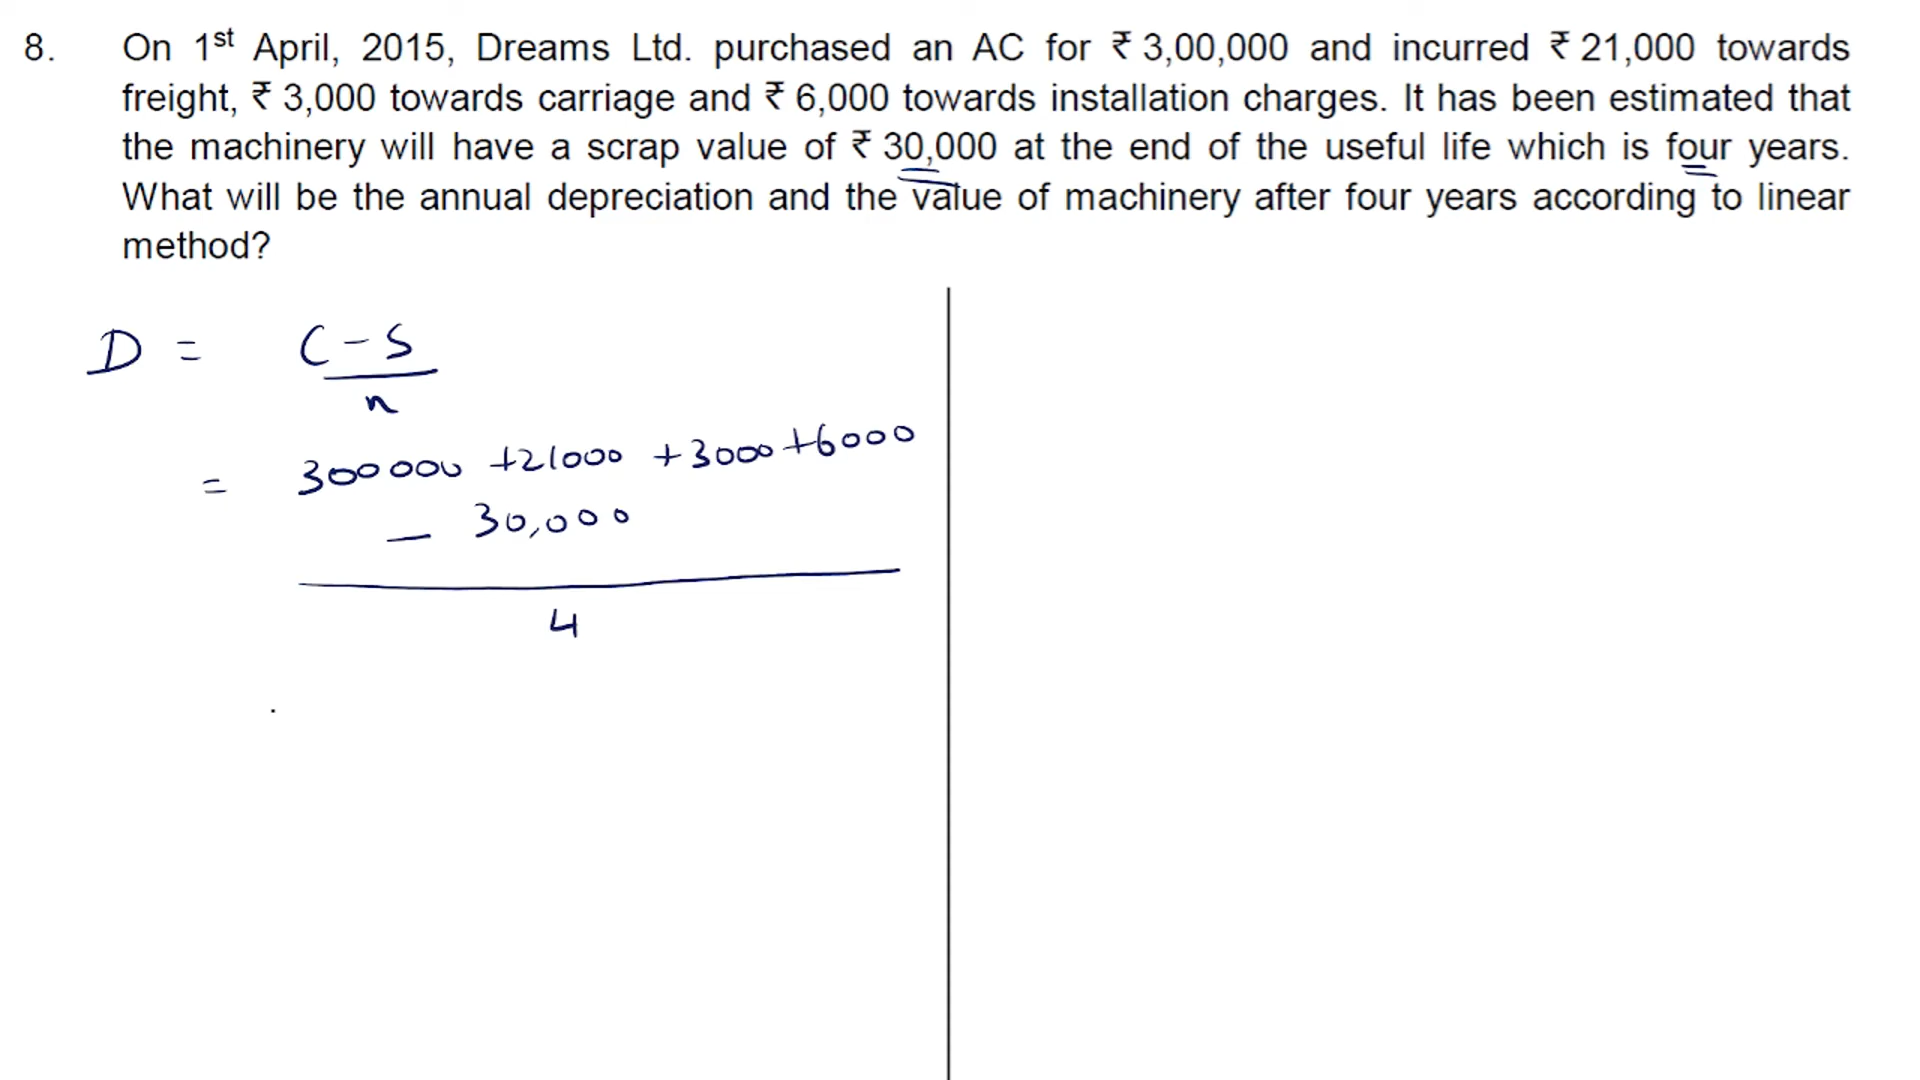 8. On 1st April, 2015, Dreams Ltd. purchased an AC for ₹ 3,00,000 and incurred ₹ 21,000 towards
freight, ₹ 3,000 towards carriage and ₹ 6,000 towards installation charges. It has been estimated that
the machinery will have a scrap value of ₹ 30,000 at the end of the useful life which is four years.
What will be the annual depreciation and the value of machinery after four years according to linear
method?
D = C - S
n
= 300000 +21000 +3000+6000
- 30,000
4